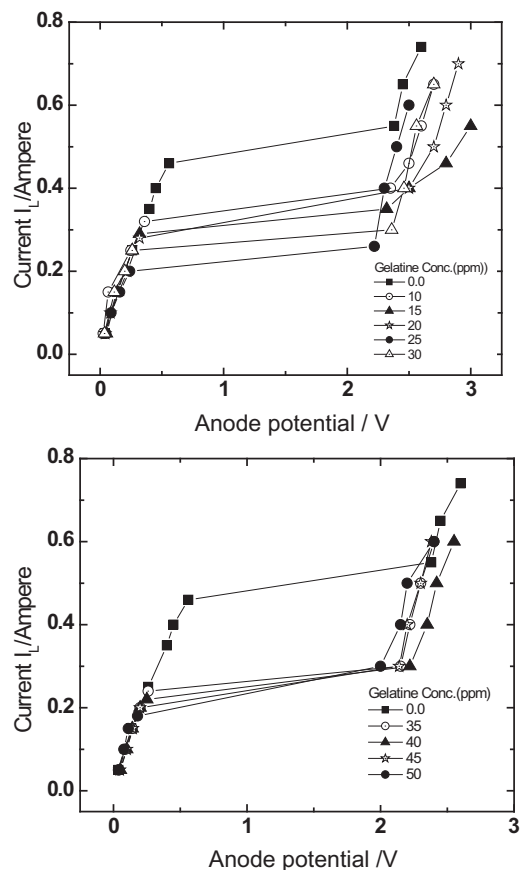 0.8
0.6
0.4
0.2
0.0
Current I_L/Ampere
Gelatine Conc.(ppm))
0.0
10
15
20
25
30
0 1 2 3
Anode potential / V
0.8
0.6
0.4
0.2
0.0
Current I_L/Ampere
Gelatine Conc.(ppm)
0.0
35
40
45
50
0 1 2 3
Anode potential /V